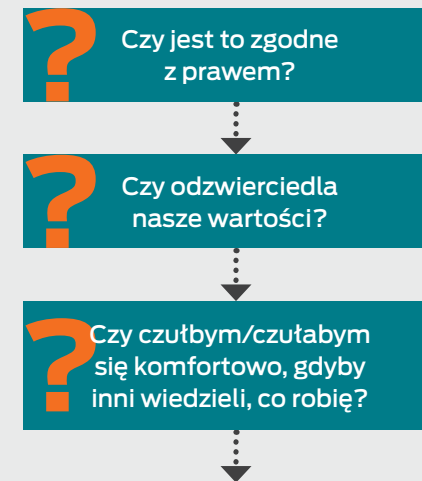 ?
Czy jest to zgodne
z prawem?
?
Czy odzwierciedla
nasze wartości?
?
Czy czułbym/czułabym
się komfortowo, gdyby
inni wiedzieli, co robię?